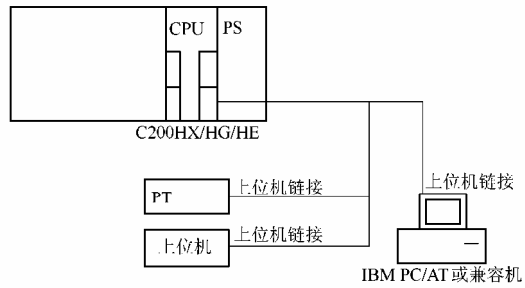 CPU PS
C200HX/HG/HE
上位机链接
PT
上位机链接
上位机
上位机链接
IBM PC/AT或兼容机